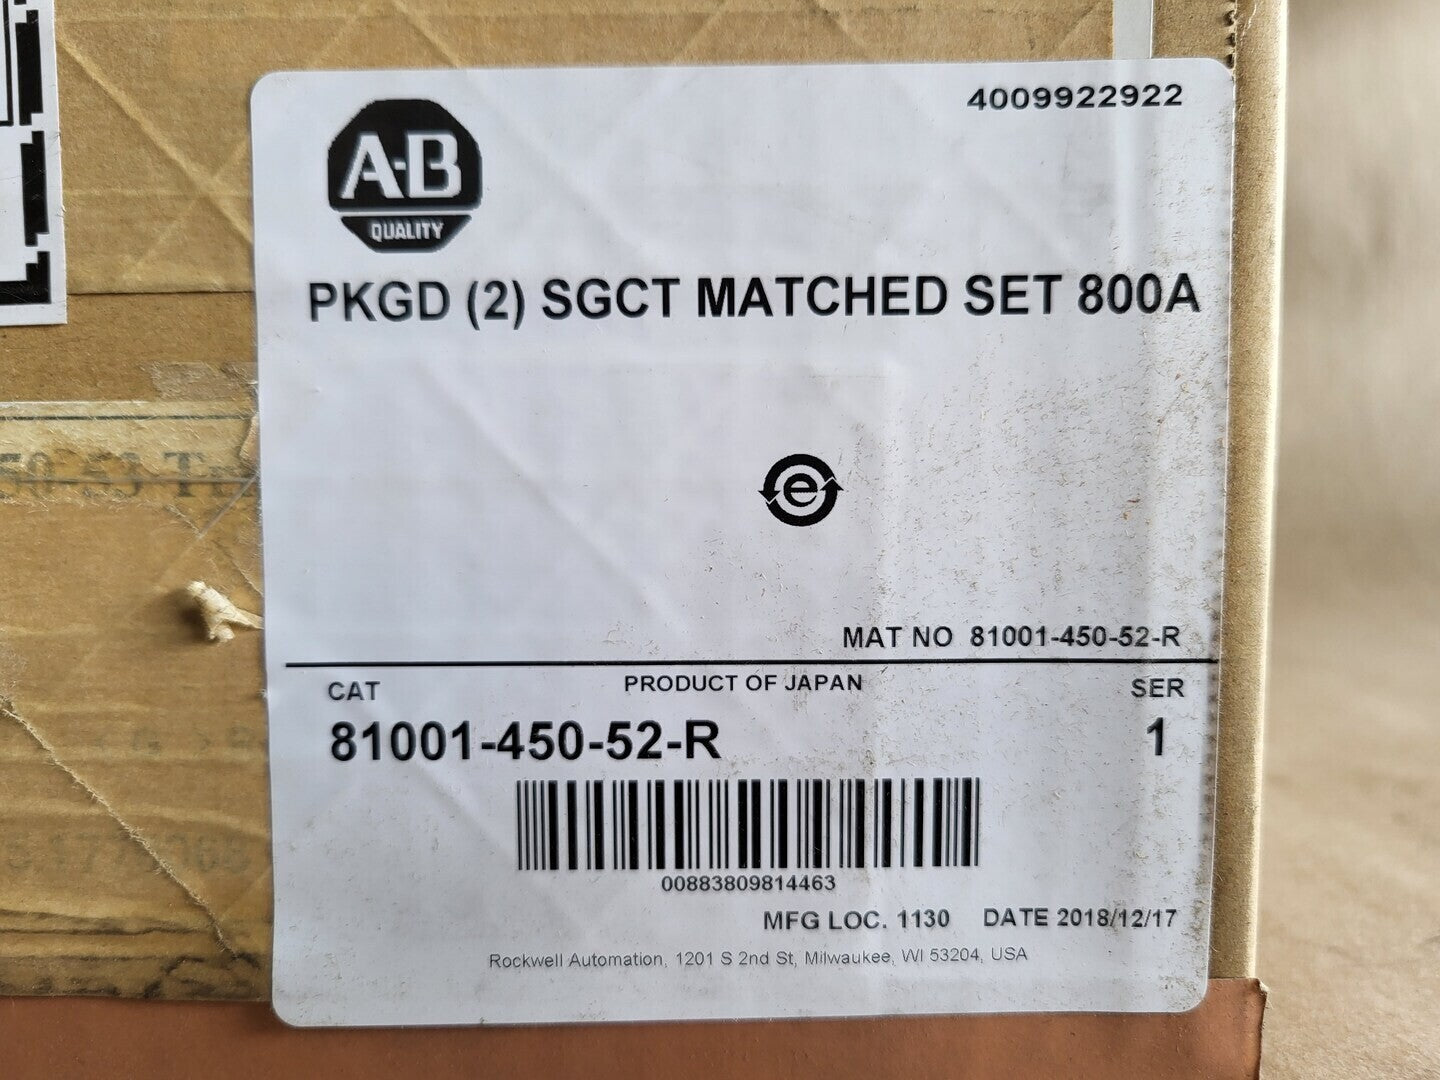 4009922922
A-B
QUALITY
PKGD (2) SGCT MATCHED SET 800A
e
MAT NO 81001-450-52-R
CAT PRODUCT OF JAPAN SER
81001-450-52-R 1
00883809814463
MFG LOC. 1130 DATE 2018/12/17
Rockwell Automation, 1201 S 2nd St, Milwaukee, WI 53204, USA